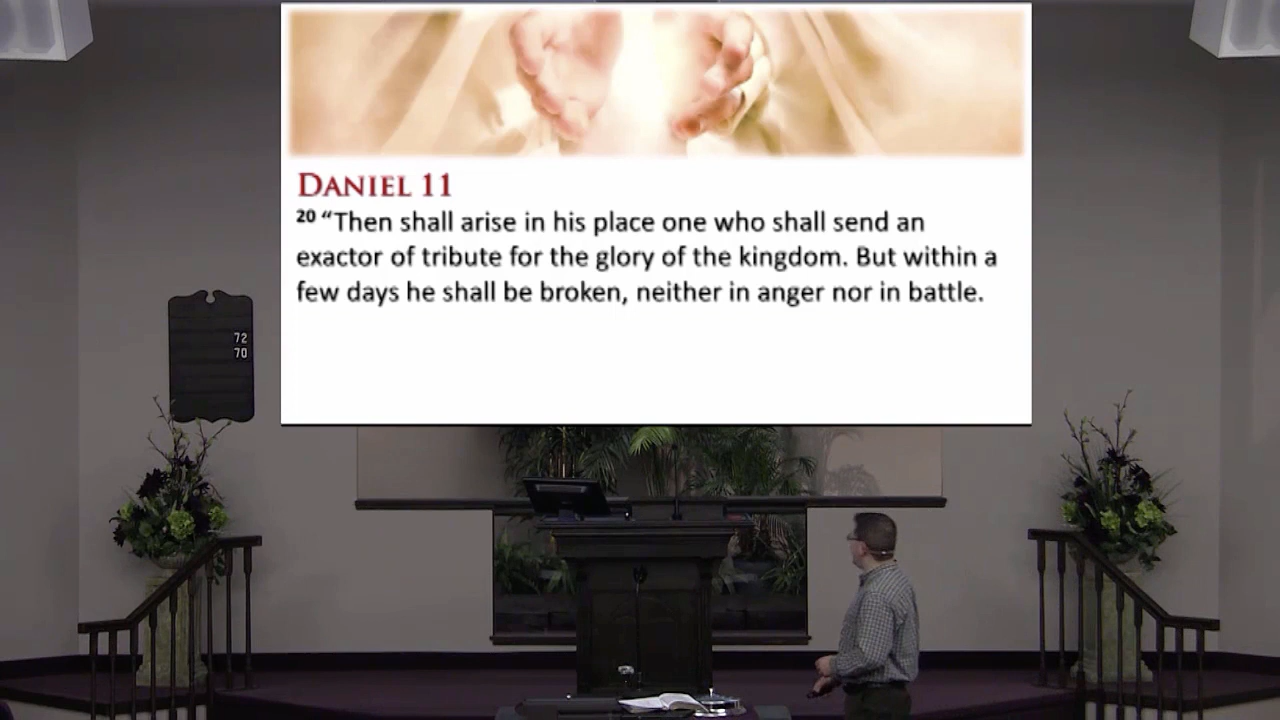 DANIEL 11
20 “Then shall arise in his place one who shall send an
exactor of tribute for the glory of the kingdom. But within a
few days he shall be broken, neither in anger nor in battle.
72
70